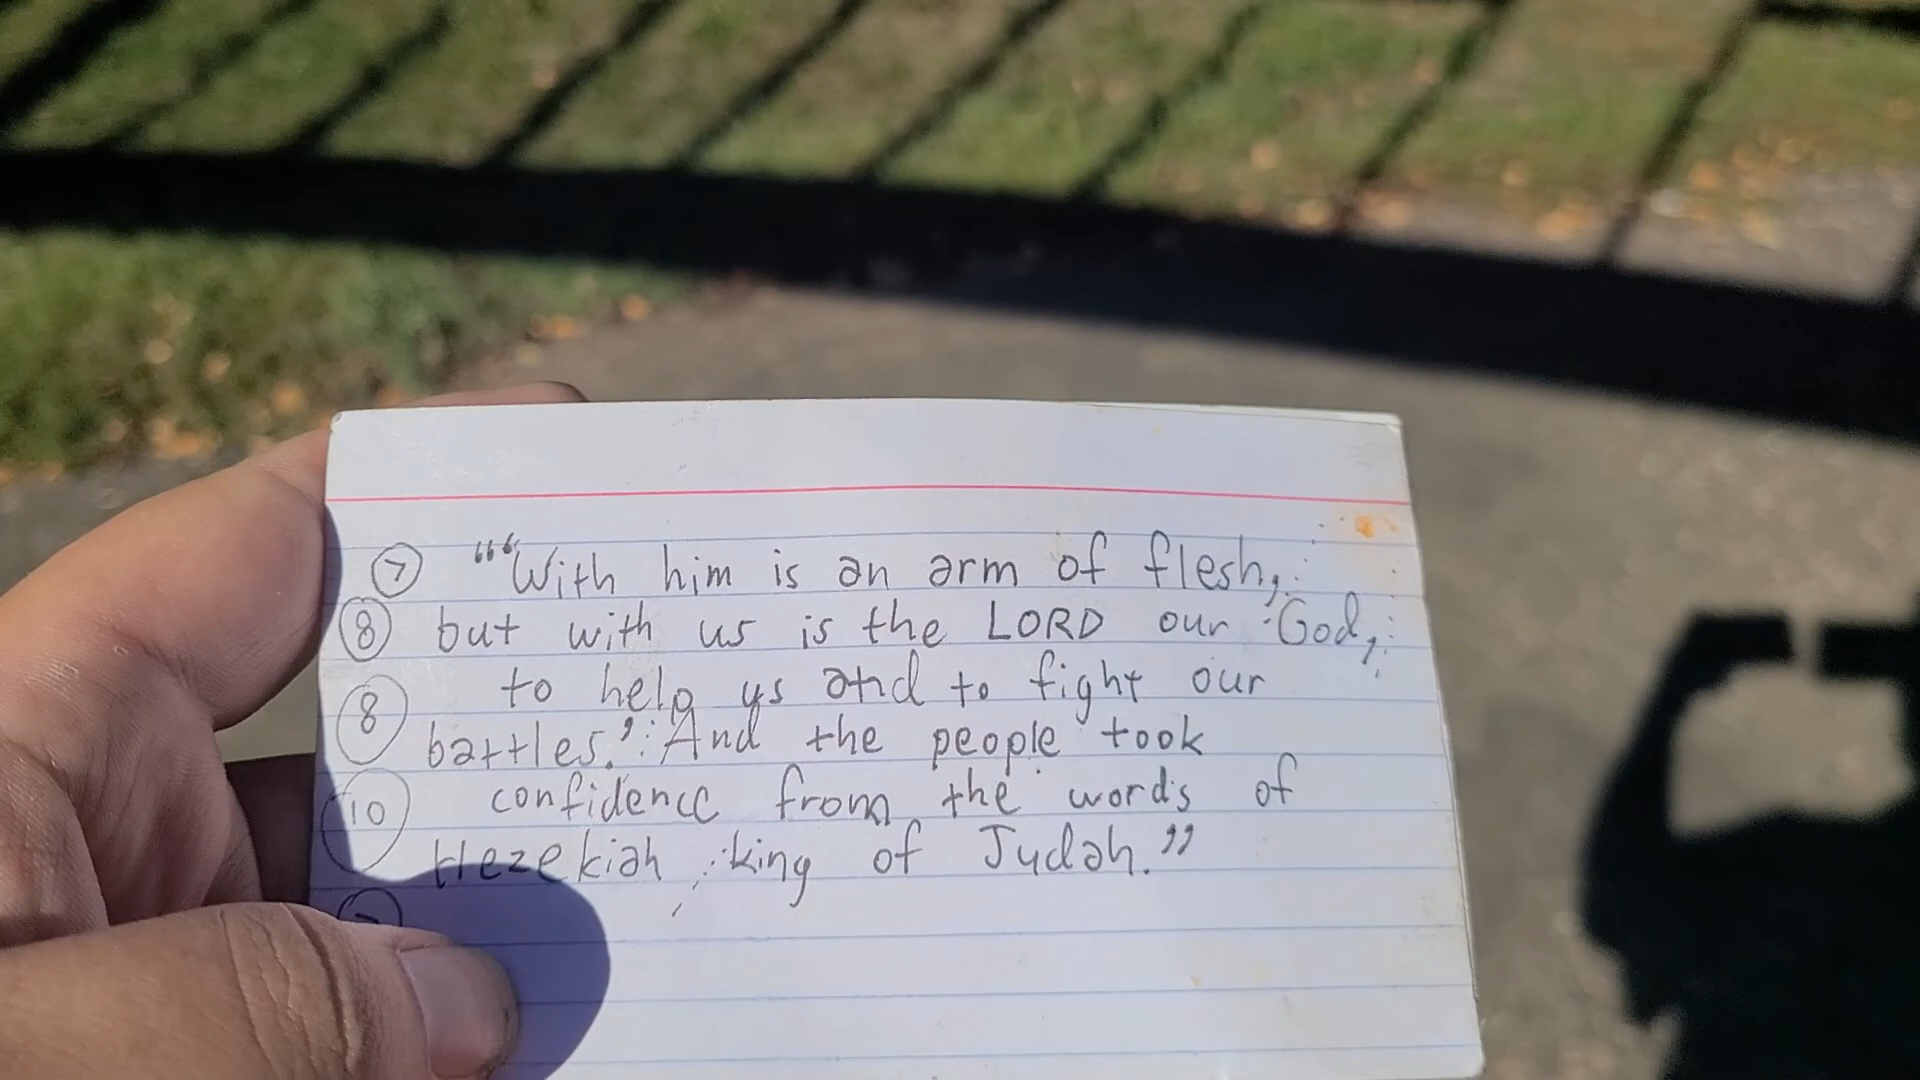 ⑦ “‘With him is an arm of flesh,
⑧ but with us is the LORD our God,
⑧ to help us and to fight our
battles.’ And the people took
⑩ confidence from the words of
Hezekiah, king of Judah.”
⑦